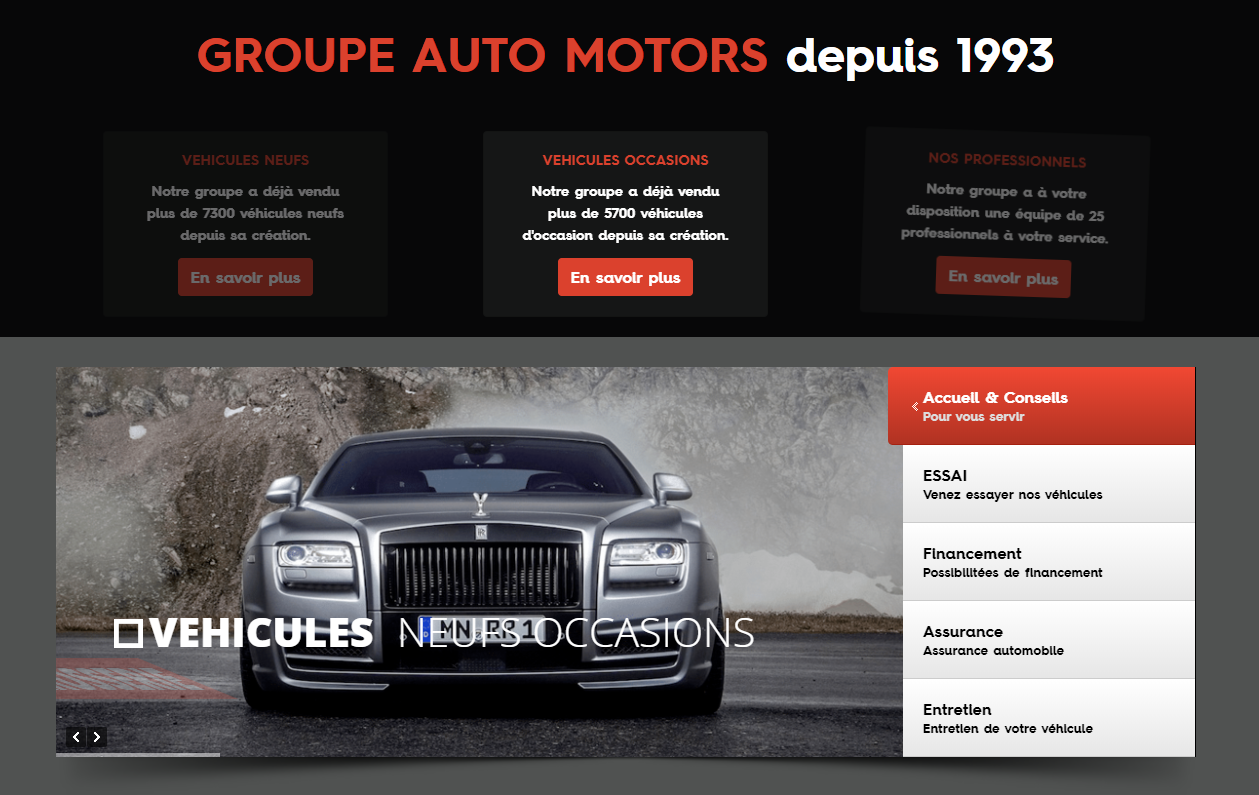 GROUPE AUTO MOTORS depuis 1993
VEHICULES NEUFS
Notre groupe a déjà vendu
plus de 7300 véhicules neufs
depuis sa création.
En savoir plus
VEHICULES OCCASIONS
Notre groupe a déjà vendu
plus de 5700 véhicules
d'occasion depuis sa création.
En savoir plus
NOS PROFESSIONNELS
Notre groupe a à votre
disposition une équipe de 25
professionnels à votre service.
En savoir plus
VEHICULES NEUFS OCCASIONS
Accueil & Conseils
Pour vous servir
ESSAI
Venez essayer nos véhicules
Financement
Possibilitées de financement
Assurance
Assurance automobile
Entretien
Entretien de votre véhicule